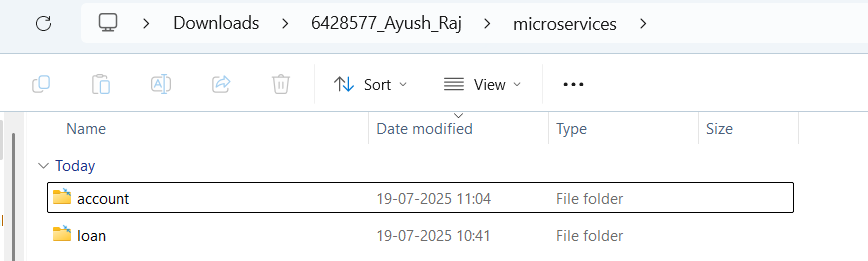 Downloads > 6428577_Ayush_Raj > microservices >
Sort View ...
Name Date modified Type Size
Today
account 19-07-2025 11:04 File folder
loan 19-07-2025 10:41 File folder